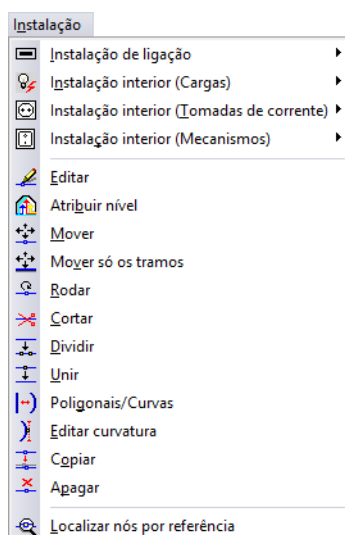 Instalação
Instalação de ligação
Instalação interior (Cargas)
Instalação interior (Tomadas de corrente)
Instalação interior (Mecanismos)
Editar
Atribuir nível
Mover
Mover só os tramos
Rodar
Cortar
Dividir
Unir
Poligonais/Curvas
Editar curvatura
Copiar
Apagar
Localizar nós por referência